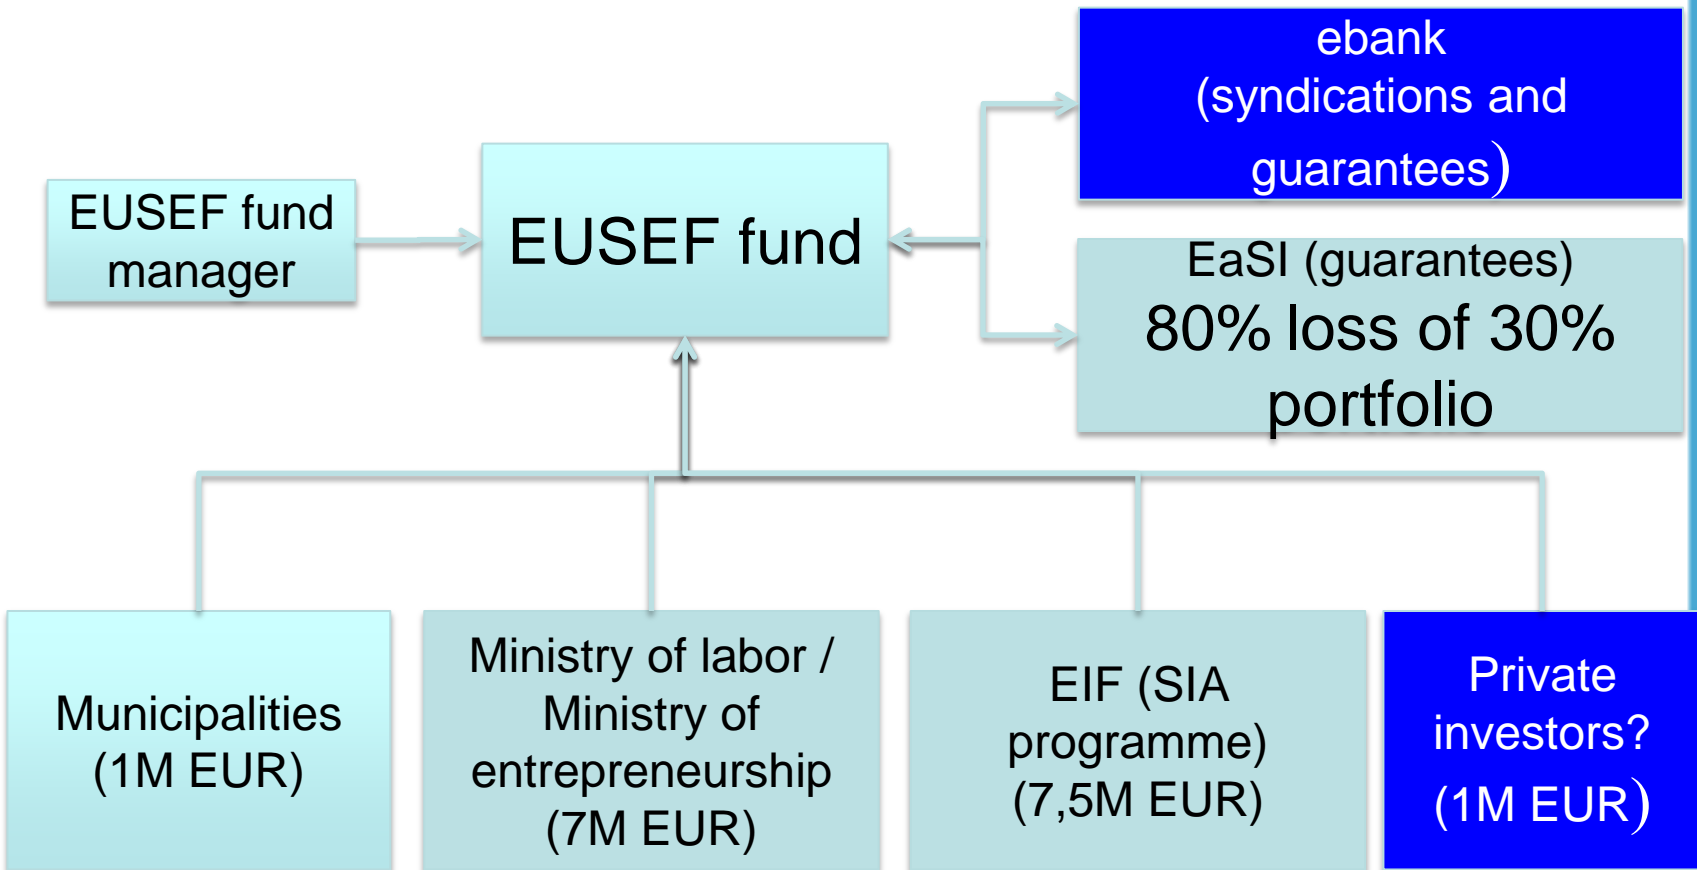 ebank
(syndications and
guarantees)
EUSEF fund
manager
EUSEF fund
EaSI (guarantees)
80% loss of 30%
portfolio
Municipalities
(1M EUR)
Ministry of labor /
Ministry of
entrepreneurship
(7M EUR)
EIF (SIA
programme)
(7,5M EUR)
Private
investors?
(1M EUR)